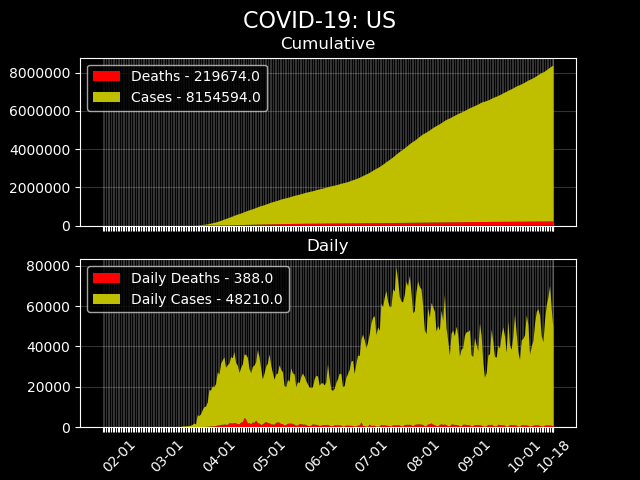 COVID-19: US
Cumulative
Deaths - 219674.0
Cases - 8154594.0
8000000
6000000
4000000
2000000
0
Daily
Daily Deaths - 388.0
Daily Cases - 48210.0
80000
60000
40000
20000
0
02-01 03-01 04-01 05-01 06-01 07-01 08-01 09-01 10-01 10-18